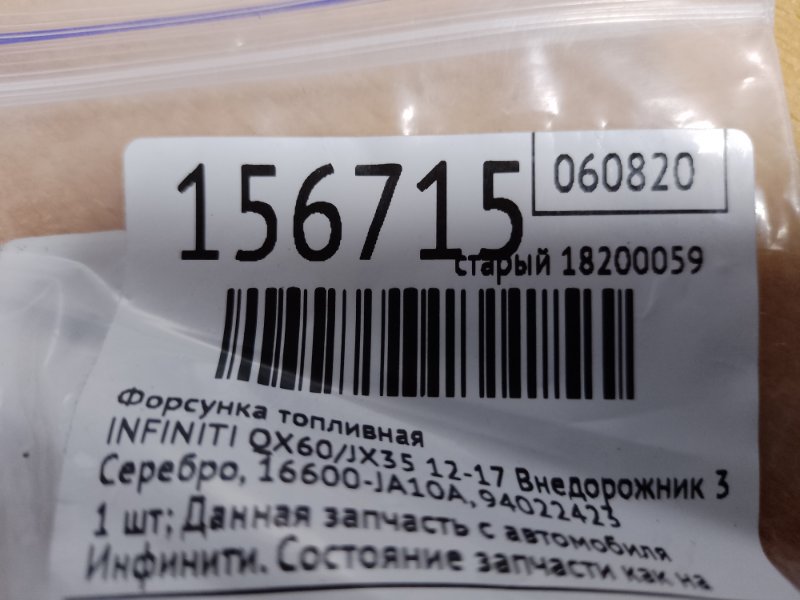 156715
060820
старый 18200059
Форсунка топливная
INFINITI QX60/JX35 12-17 Внедорожник 3
Серебро, 16600-JA10A, 94022423
1 шт; Данная запчасть с автомобиля
Инфинити. Состояние запчасти как на